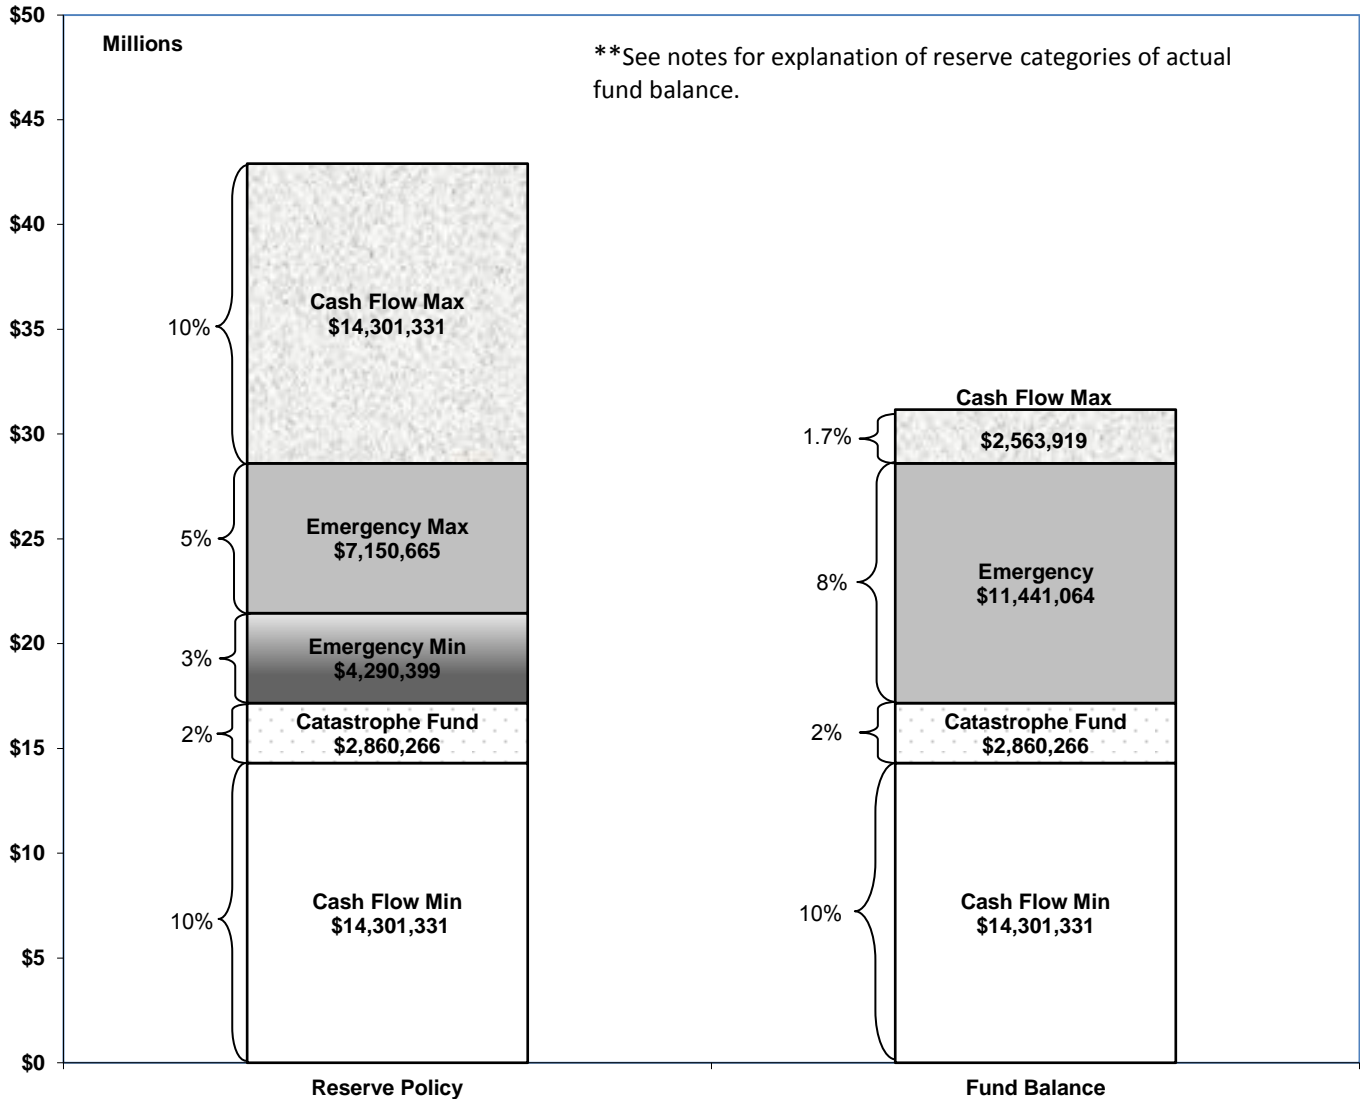 $50
Millions
**See notes for explanation of reserve categories of actual
fund balance.
$45
$40
$35
$30
$25
$20
$15
$10
$5
$0
10%
Cash Flow Max
$14,301,331
5%
Emergency Max
$7,150,665
3%
Emergency Min
$4,290,399
2%
Catastrophe Fund
$2,860,266
10%
Cash Flow Min
$14,301,331
Reserve Policy
Cash Flow Max
1.7%
$2,563,919
8%
Emergency
$11,441,064
2%
Catastrophe Fund
$2,860,266
10%
Cash Flow Min
$14,301,331
Fund Balance